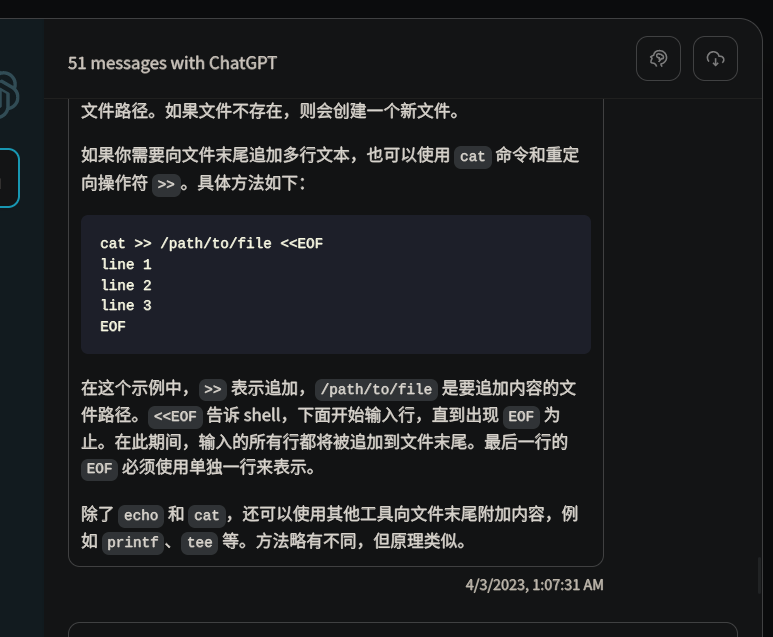 51 messages with ChatGPT
文件路径。如果文件不存在，则会创建一个新文件。
如果你需要向文件末尾追加多行文本，也可以使用 cat 命令和重定
向操作符 >> 。具体方法如下：
cat >> /path/to/file <<EOF
line 1
line 2
line 3
EOF
在这个示例中， >> 表示追加， /path/to/file 是要追加内容的文
件路径。 <<EOF 告诉 shell，下面开始输入行，直到出现 EOF 为
止。在此期间，输入的所有行都将被追加到文件末尾。最后一行的
EOF 必须使用单独一行来表示。
除了 echo 和 cat ，还可以使用其他工具向文件末尾附加内容，例
如 printf 、 tee 等。方法略有不同，但原理类似。
4/3/2023, 1:07:31 AM